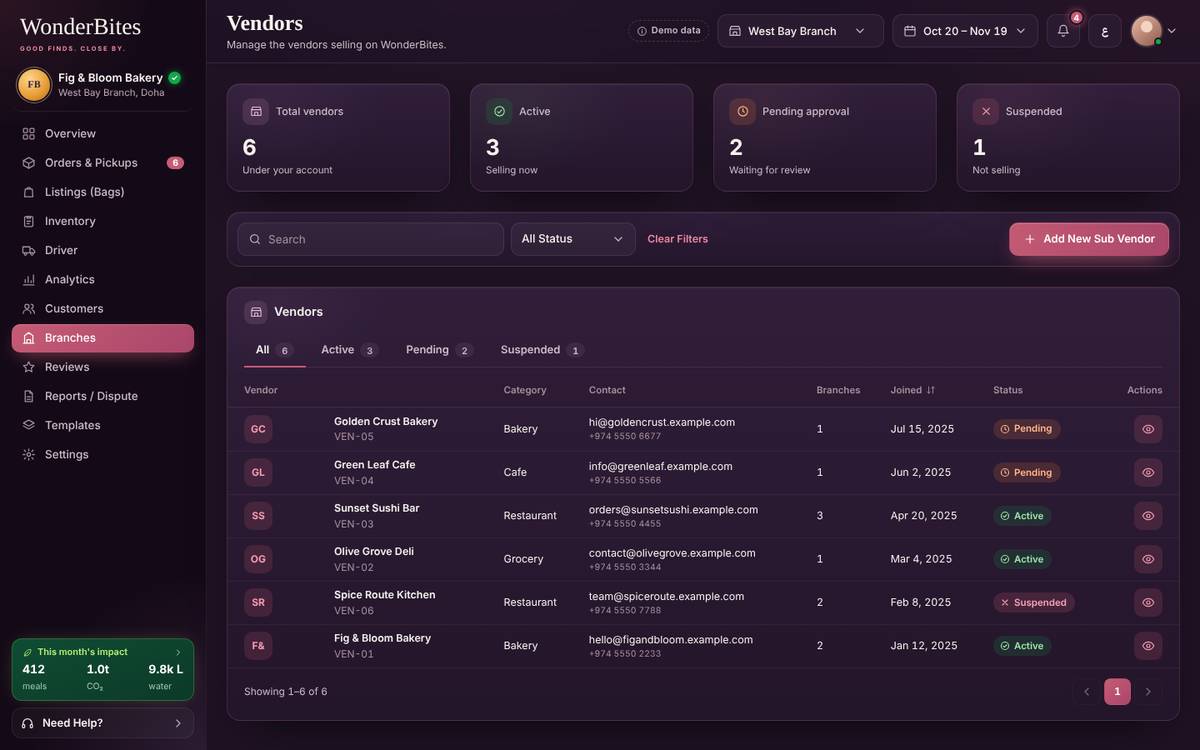 WonderBites
GOOD FINDS. CLOSE BY.
FB
Fig & Bloom Bakery
West Bay Branch, Doha
Overview
Orders & Pickups 6
Listings (Bags)
Inventory
Driver
Analytics
Customers
Branches
Reviews
Reports / Dispute
Templates
Settings
This month's impact
412 1.0t 9.8k L
meals CO₂ water
Need Help?
Vendors
Manage the vendors selling on WonderBites.
Demo data
West Bay Branch
Oct 20 – Nov 19
4
ع
Total vendors
6
Under your account
Active
3
Selling now
Pending approval
2
Waiting for review
Suspended
1
Not selling
Search
All Status
Clear Filters
Add New Sub Vendor
Vendors
All 6 Active 3 Pending 2 Suspended 1
Vendor Category Contact Branches Joined Status Actions
GC Golden Crust Bakery VEN-05 Bakery hi@goldencrust.example.com +974 5550 6677 1 Jul 15, 2025 Pending
GL Green Leaf Cafe VEN-04 Cafe info@greenleaf.example.com +974 5550 5566 1 Jun 2, 2025 Pending
SS Sunset Sushi Bar VEN-03 Restaurant orders@sunsetsushi.example.com +974 5550 4455 3 Apr 20, 2025 Active
OG Olive Grove Deli VEN-02 Grocery contact@olivegrove.example.com +974 5550 3344 1 Mar 4, 2025 Active
SR Spice Route Kitchen VEN-06 Restaurant team@spiceroute.example.com +974 5550 7788 2 Feb 8, 2025 Suspended
F& Fig & Bloom Bakery VEN-01 Bakery hello@figandbloom.example.com +974 5550 2233 2 Jan 12, 2025 Active
Showing 1–6 of 6
1